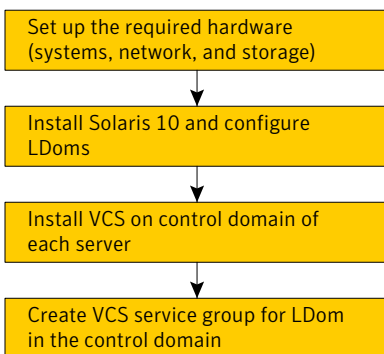 Set up the required hardware
(systems, network, and storage)
Install Solaris 10 and configure
LDoms
Install VCS on control domain of
each server
Create VCS service group for LDom
in the control domain